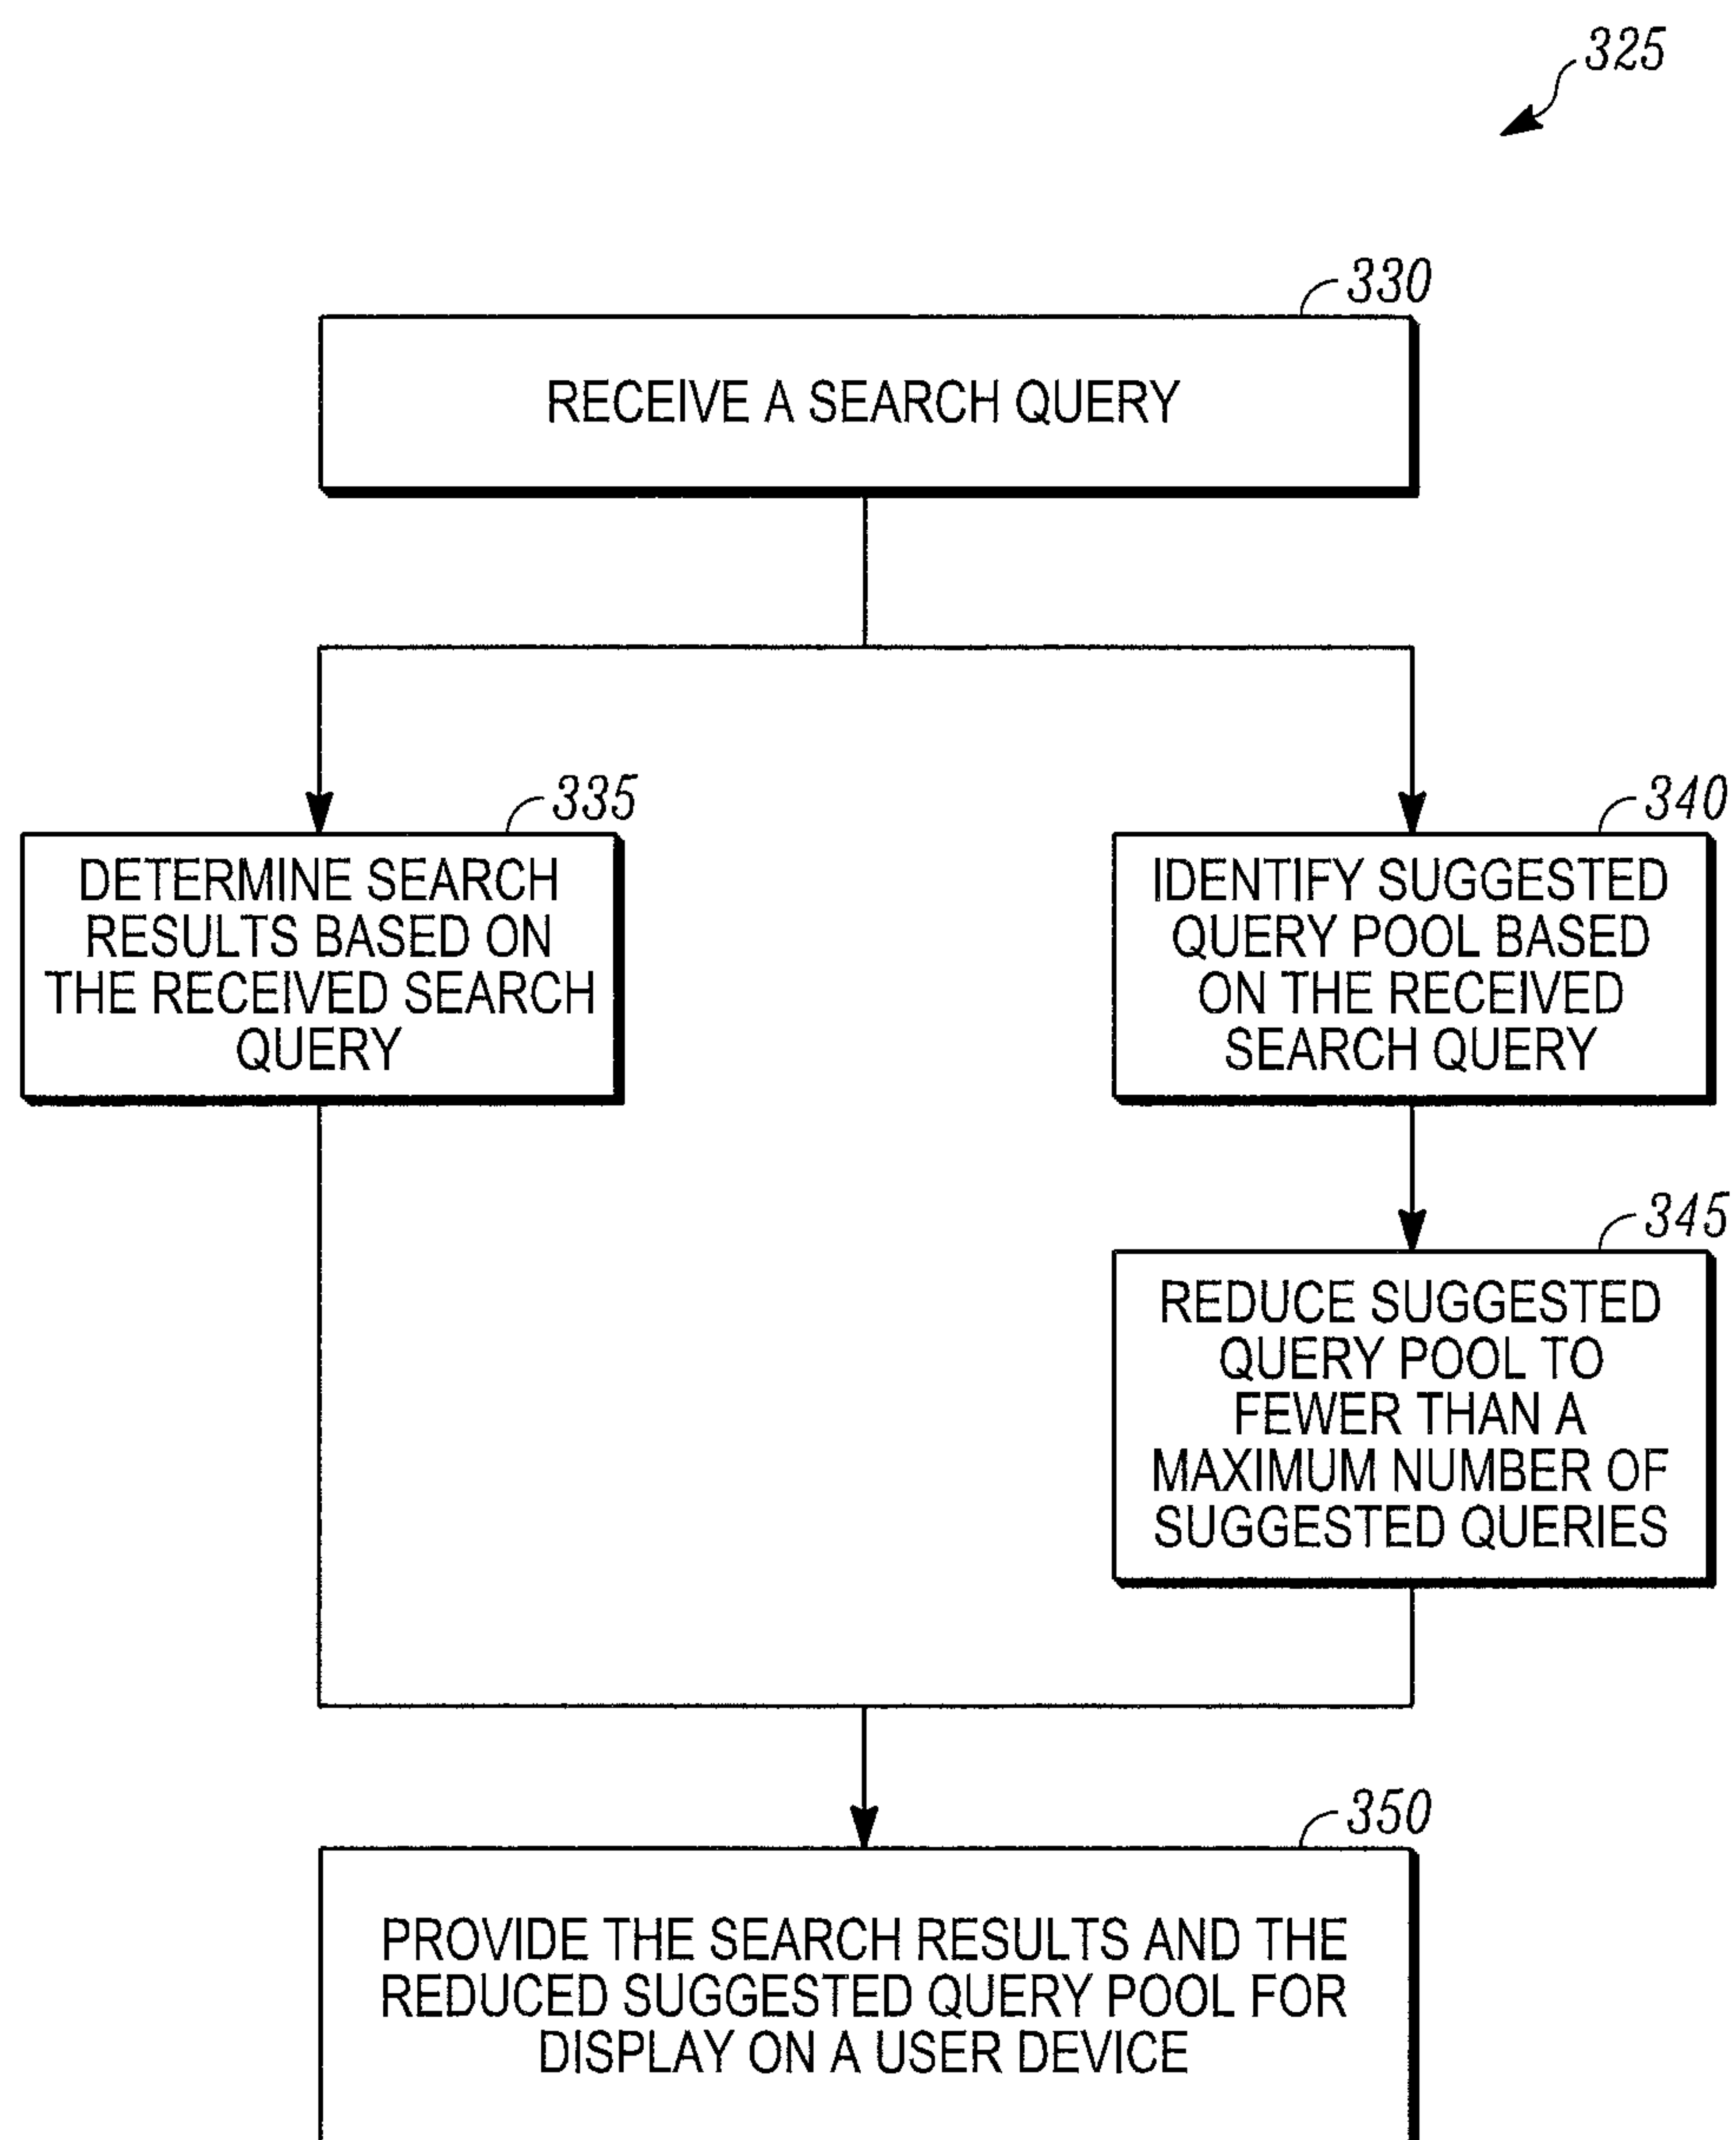 325
330
RECEIVE A SEARCH QUERY
335
DETERMINE SEARCH
RESULTS BASED ON
THE RECEIVED SEARCH
QUERY
340
IDENTIFY SUGGESTED
QUERY POOL BASED
ON THE RECEIVED
SEARCH QUERY
345
REDUCE SUGGESTED
QUERY POOL TO
FEWER THAN A
MAXIMUM NUMBER OF
SUGGESTED QUERIES
350
PROVIDE THE SEARCH RESULTS AND THE
REDUCED SUGGESTED QUERY POOL FOR
DISPLAY ON A USER DEVICE